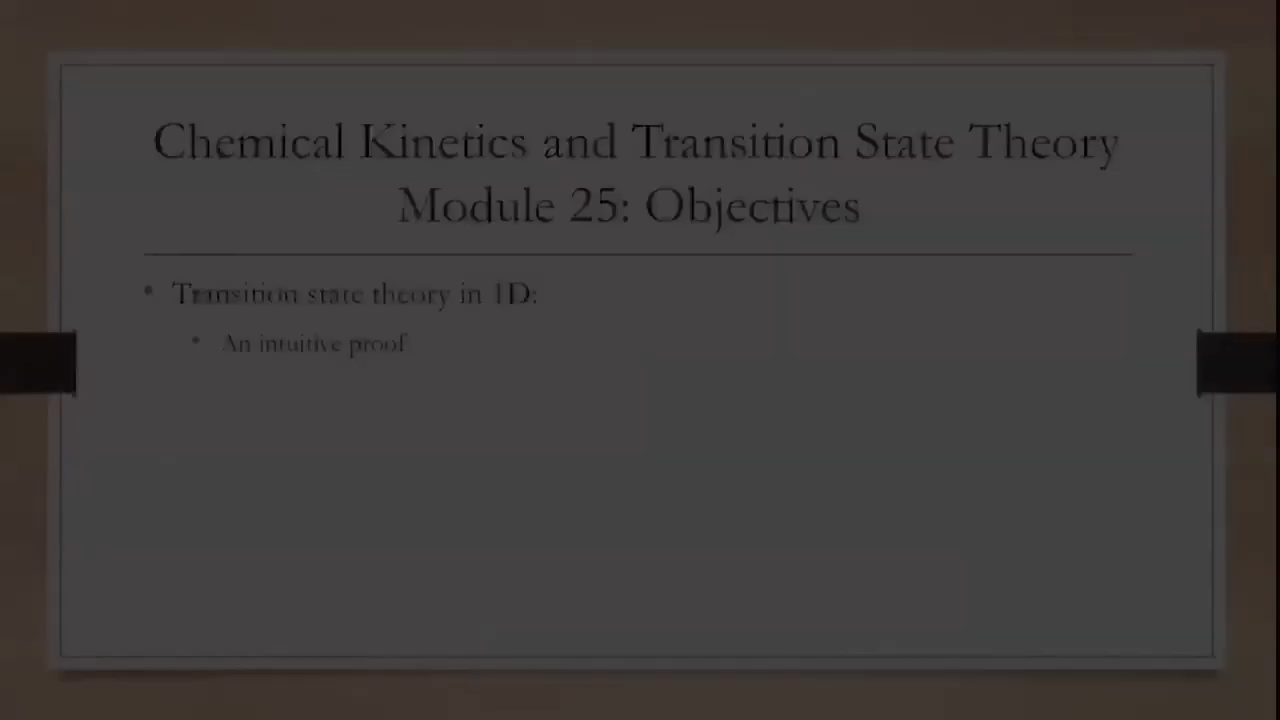 Chemical Kinetics and Transition State Theory
Module 25: Objectives
• Transition state theory in 1D:
• An intuitive proof